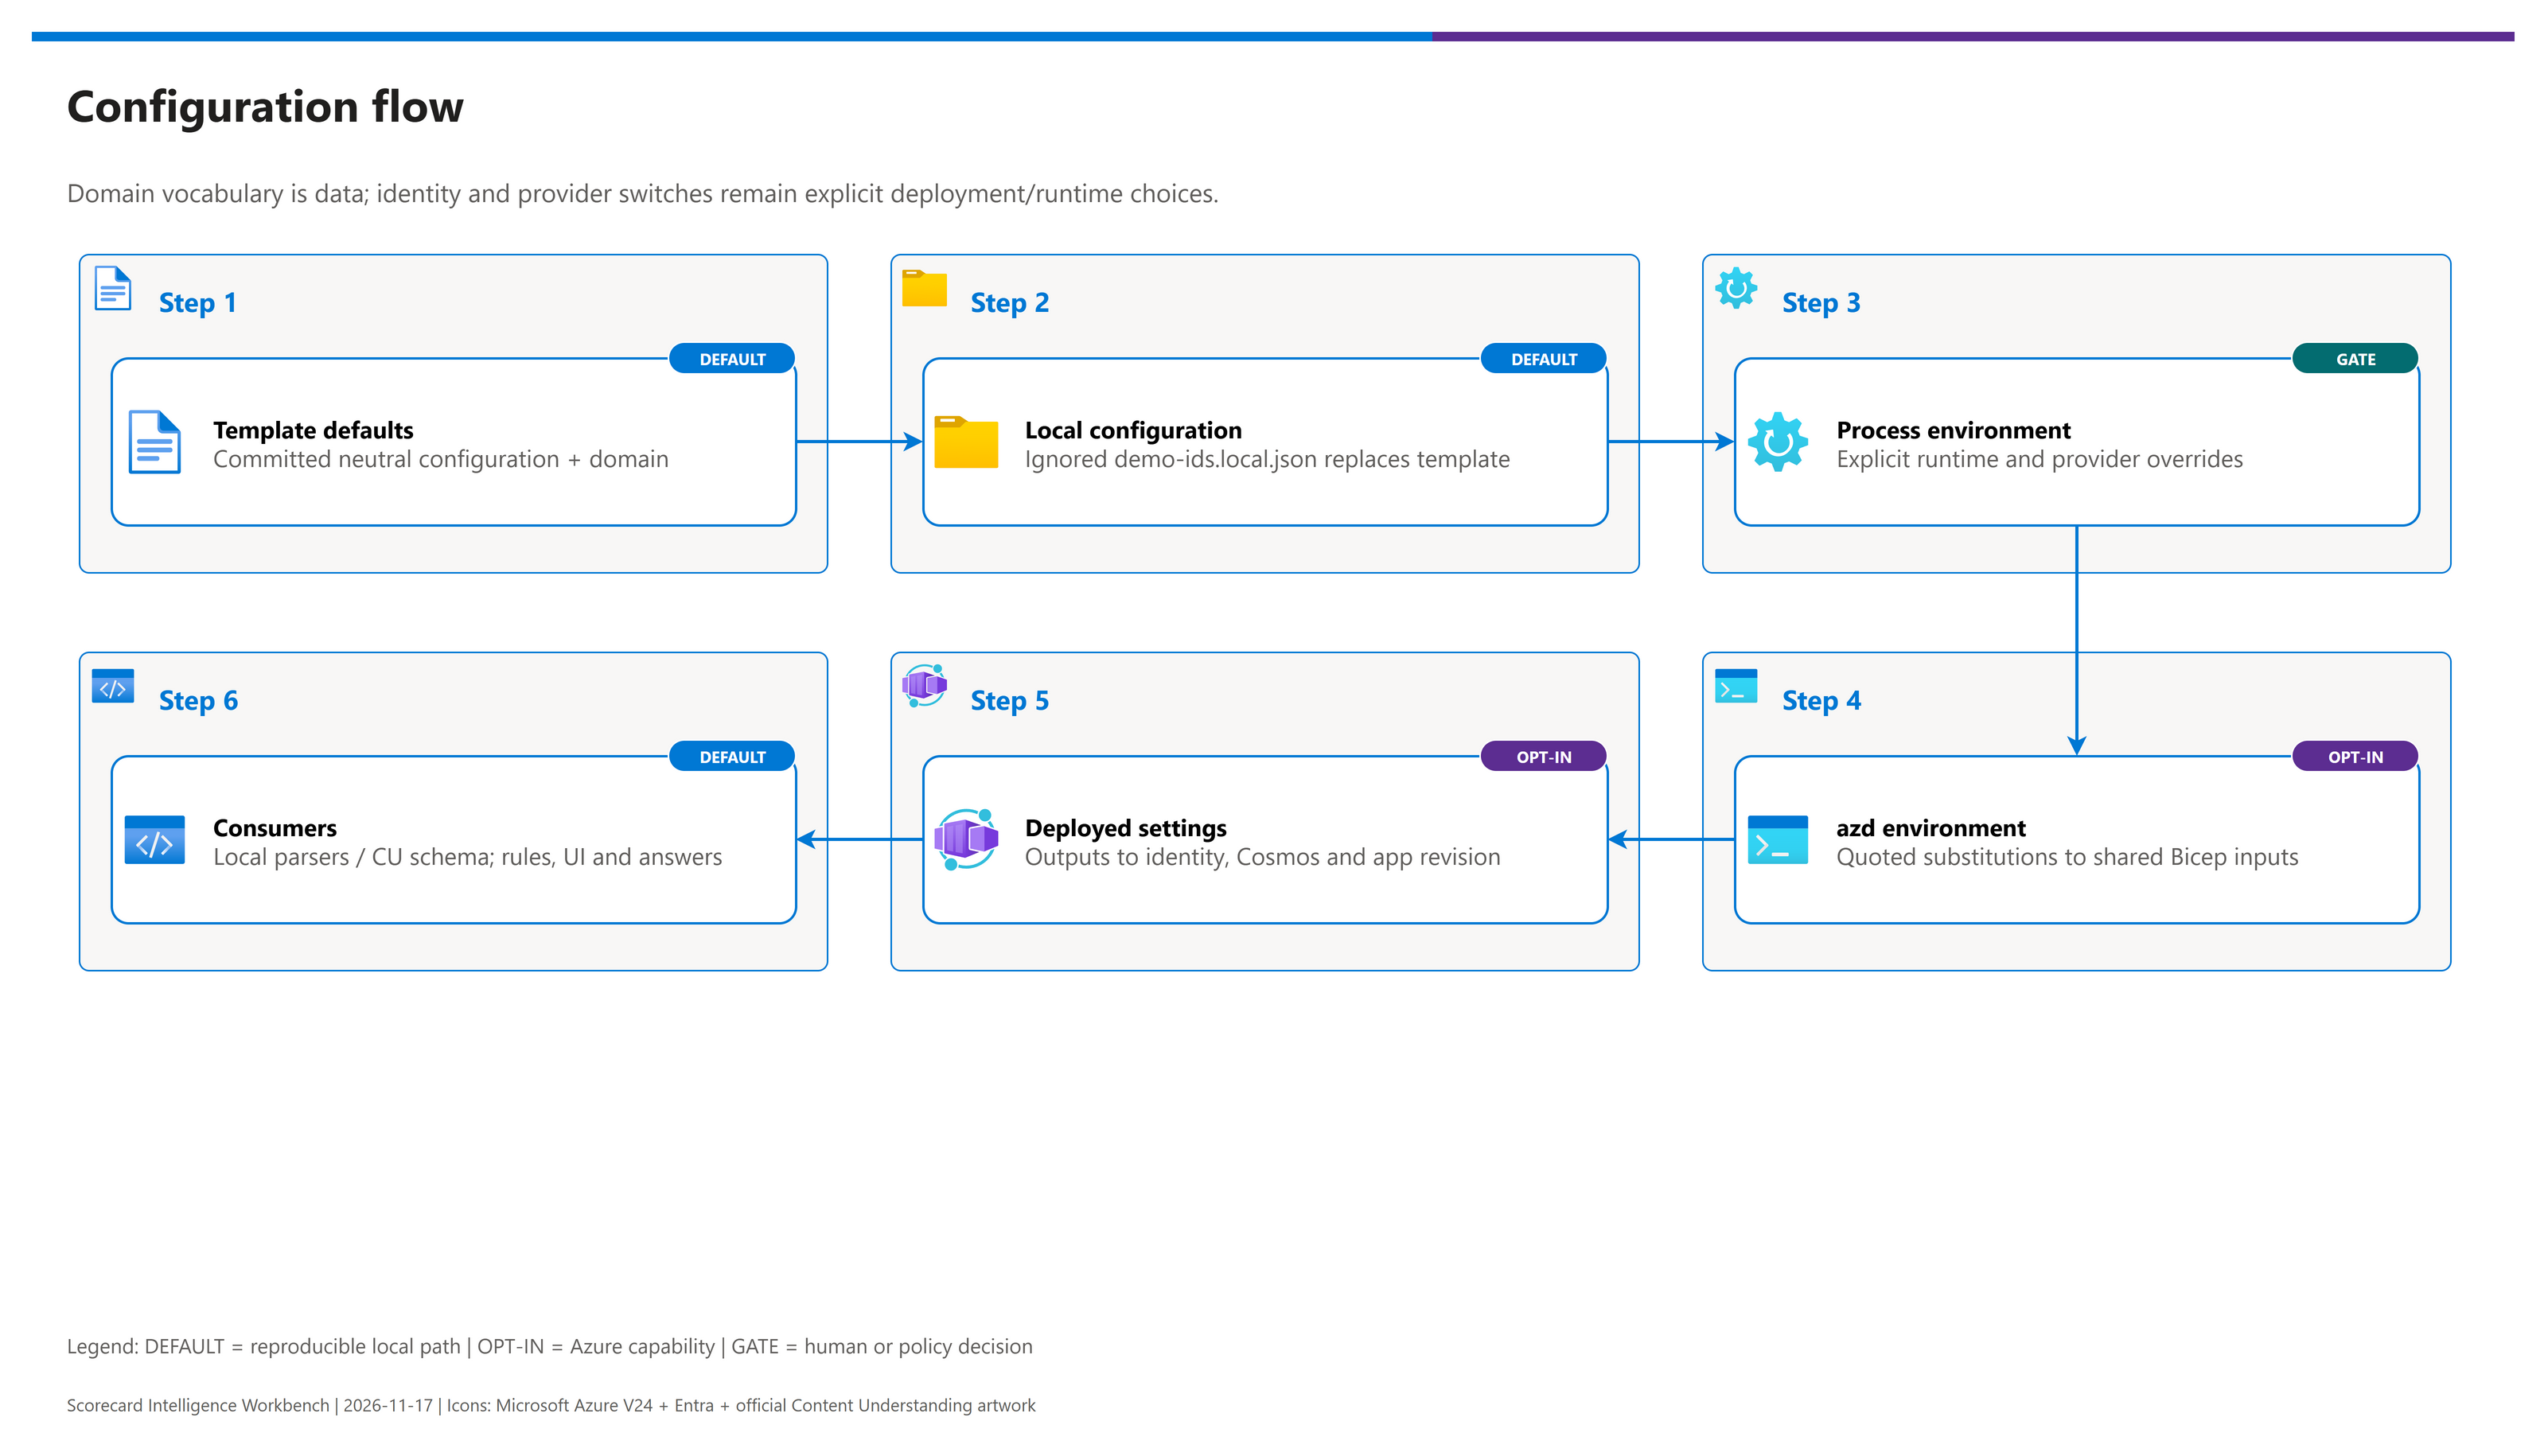 Configuration flow
Domain vocabulary is data; identity and provider switches remain explicit deployment/runtime choices.
Step 1
DEFAULT
Template defaults
Committed neutral configuration + domain
Step 2
DEFAULT
Local configuration
Ignored demo-ids.local.json replaces template
Step 3
GATE
Process environment
Explicit runtime and provider overrides
Step 4
OPT-IN
azd environment
Quoted substitutions to shared Bicep inputs
Step 5
OPT-IN
Deployed settings
Outputs to identity, Cosmos and app revision
Step 6
DEFAULT
Consumers
Local parsers / CU schema; rules, UI and answers
Legend: DEFAULT = reproducible local path | OPT-IN = Azure capability | GATE = human or policy decision
Scorecard Intelligence Workbench | 2026-11-17 | Icons: Microsoft Azure V24 + Entra + official Content Understanding artwork